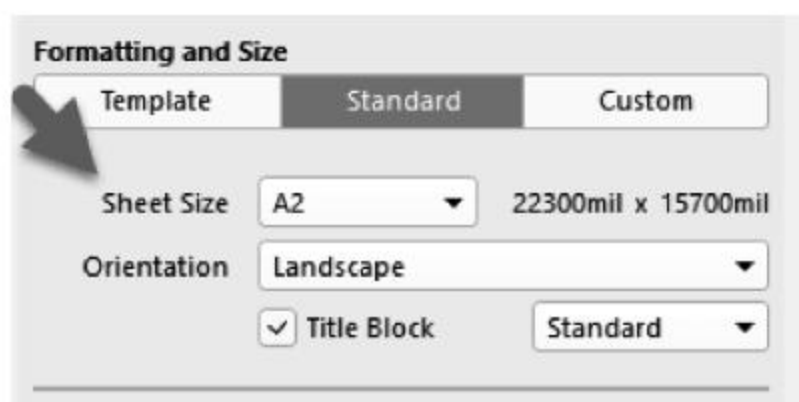 Formatting and Size
Template Standard Custom
Sheet Size A2 22300mil x 15700mil
Orientation Landscape
Title Block Standard